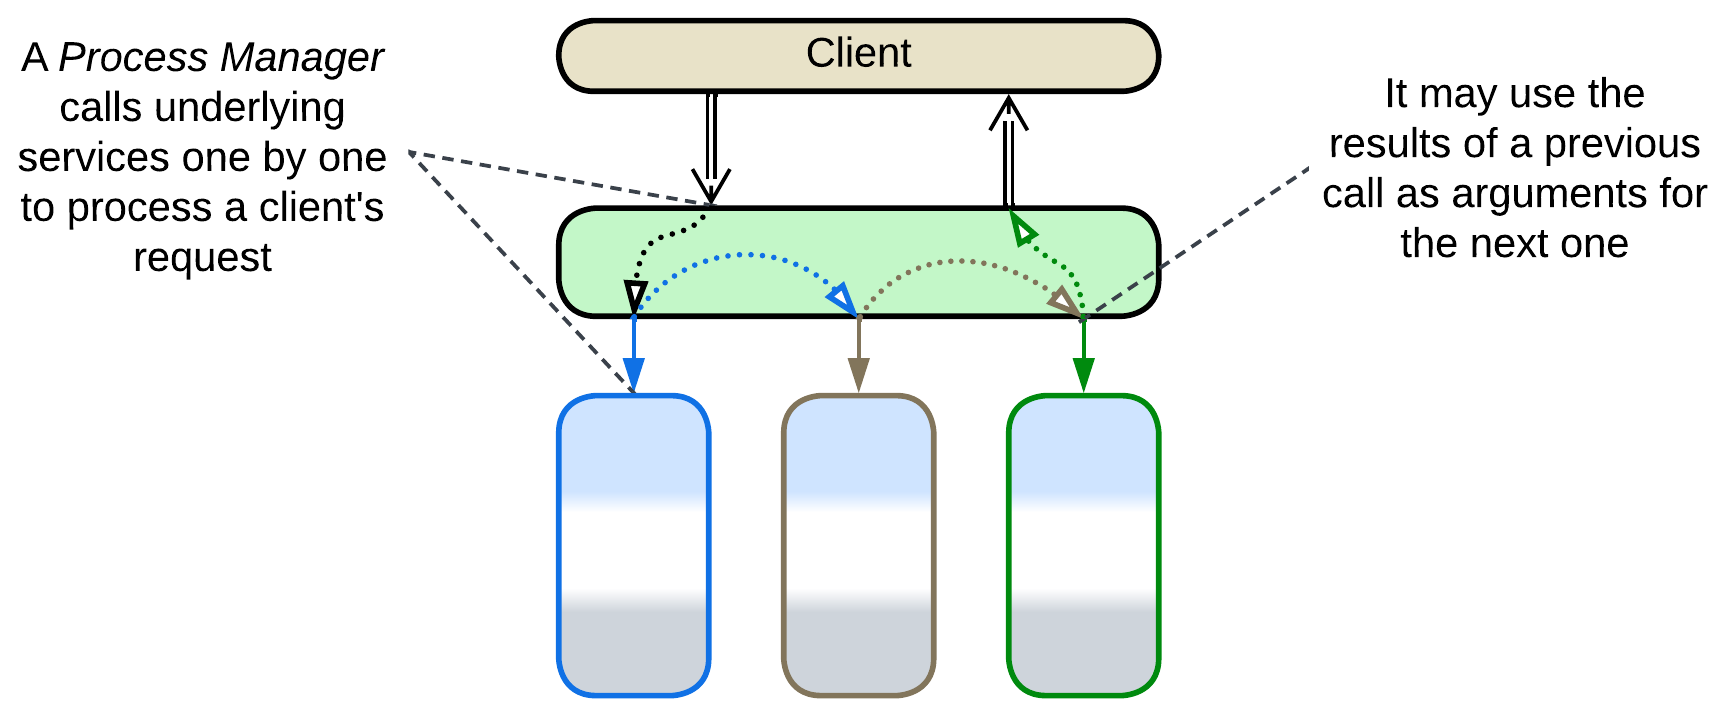 A Process Manager
calls underlying
services one by one
to process a client's
request
Client
It may use the
results of a previous
call as arguments for
the next one